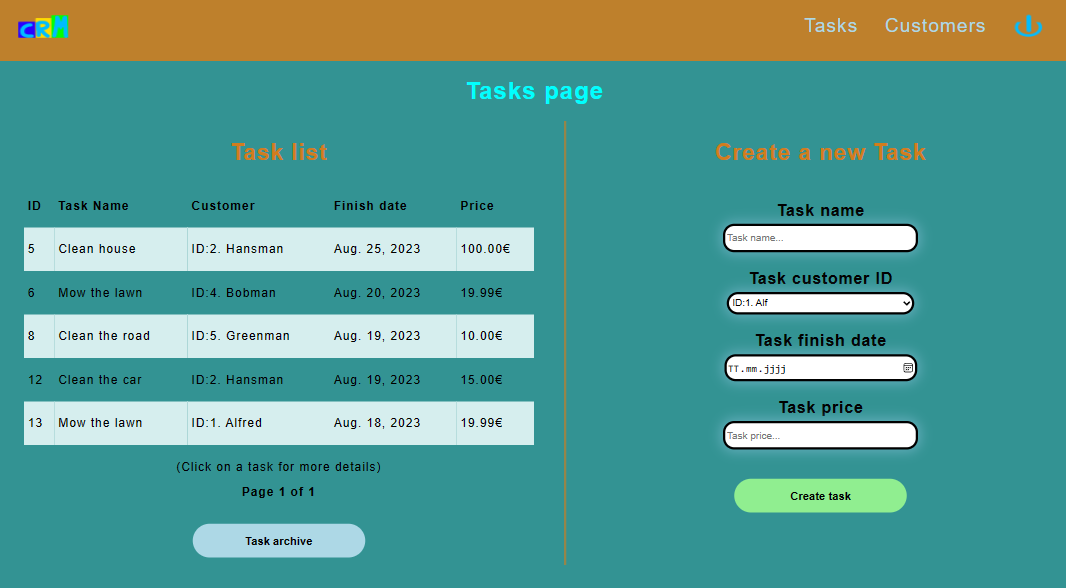 CRM
Tasks Customers
Tasks page
Task list
ID Task Name Customer Finish date Price
5 Clean house ID:2. Hansman Aug. 25, 2023 100.00€
6 Mow the lawn ID:4. Bobman Aug. 20, 2023 19.99€
8 Clean the road ID:5. Greenman Aug. 19, 2023 10.00€
12 Clean the car ID:2. Hansman Aug. 19, 2023 15.00€
13 Mow the lawn ID:1. Alfred Aug. 18, 2023 19.99€
(Click on a task for more details)
Page 1 of 1
Task archive
Create a new Task
Task name
Task name...
Task customer ID
ID:1. Alf
Task finish date
TT.mm.jjjj
Task price
Task price...
Create task